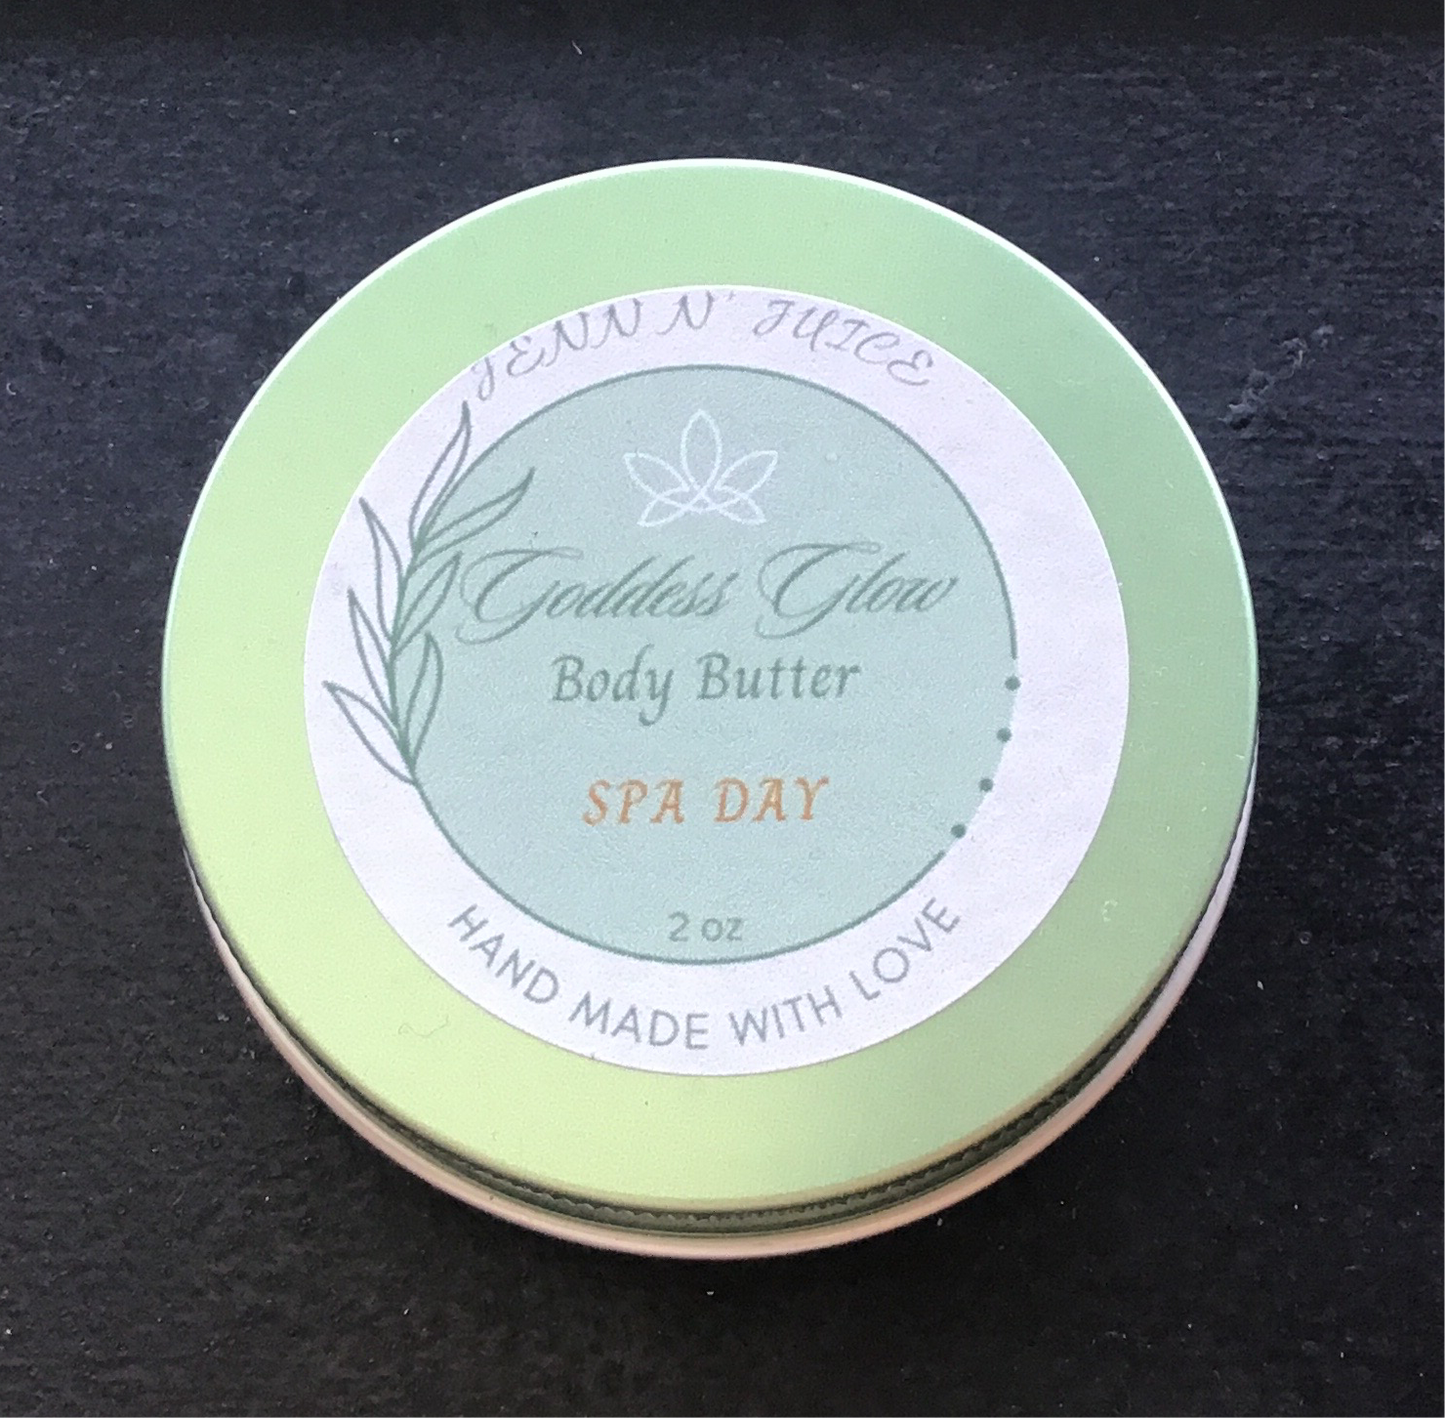 JENN N' JUICE
Goddess Glow
Body Butter
SPA DAY
2 oz
HAND MADE WITH LOVE